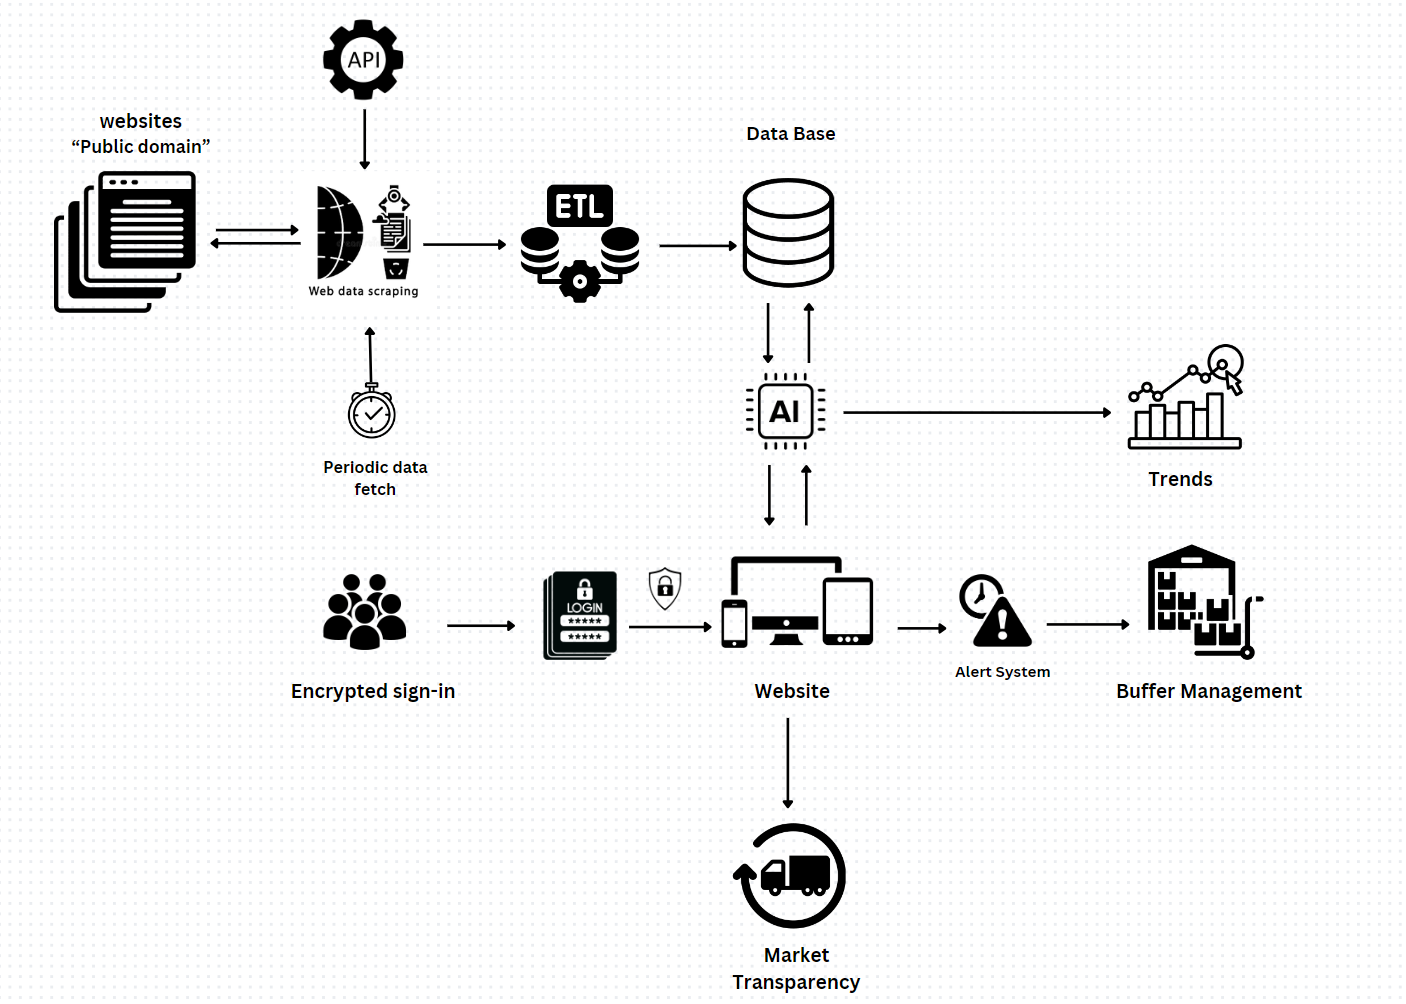 API
websites
“Public domain”
Data Base
ETL
Web data scraping
AI
Periodic data
fetch
Trends
LOGIN
*****
*****
Encrypted sign-in
Website
Alert System
Buffer Management
Market
Transparency